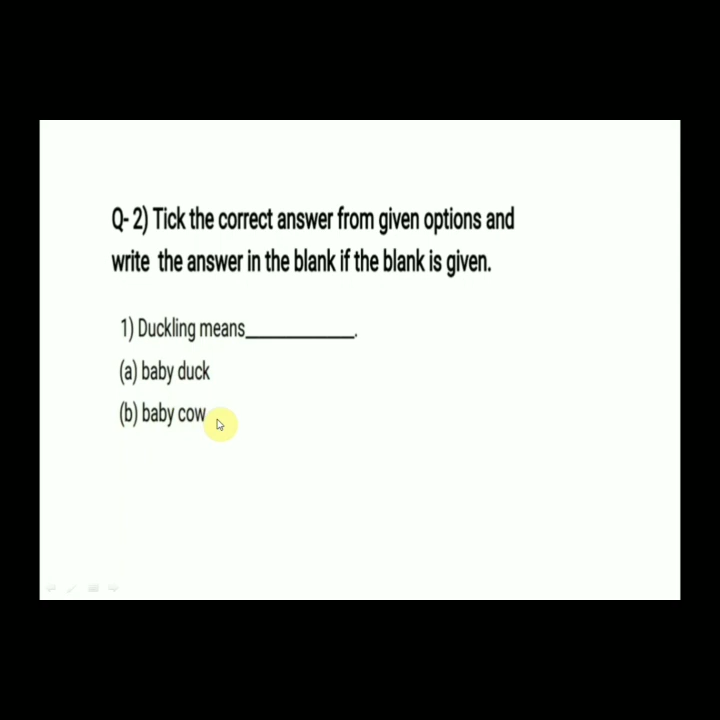 Q- 2) Tick the correct answer from given options and
write the answer in the blank if the blank is given.
1) Duckling means____________.
(a) baby duck
(b) baby cow